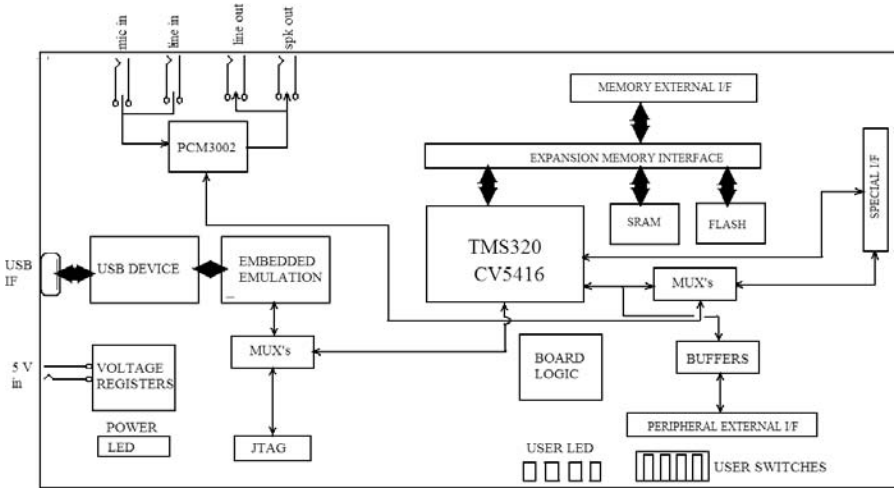 mic in
line in
line out
spk out
MEMORY EXTERNAL I/F
PCM3002
EXPANSION MEMORY INTERFACE
SPECIAL I/F
SRAM
FLASH
TMS320
CV5416
USB
IF
USB DEVICE
EMBEDDED
EMULATION
MUX's
MUX's
BOARD
LOGIC
BUFFERS
5 V
in
VOLTAGE
REGISTERS
POWER
LED
JTAG
PERIPHERAL EXTERNAL I/F
USER LED
USER SWITCHES